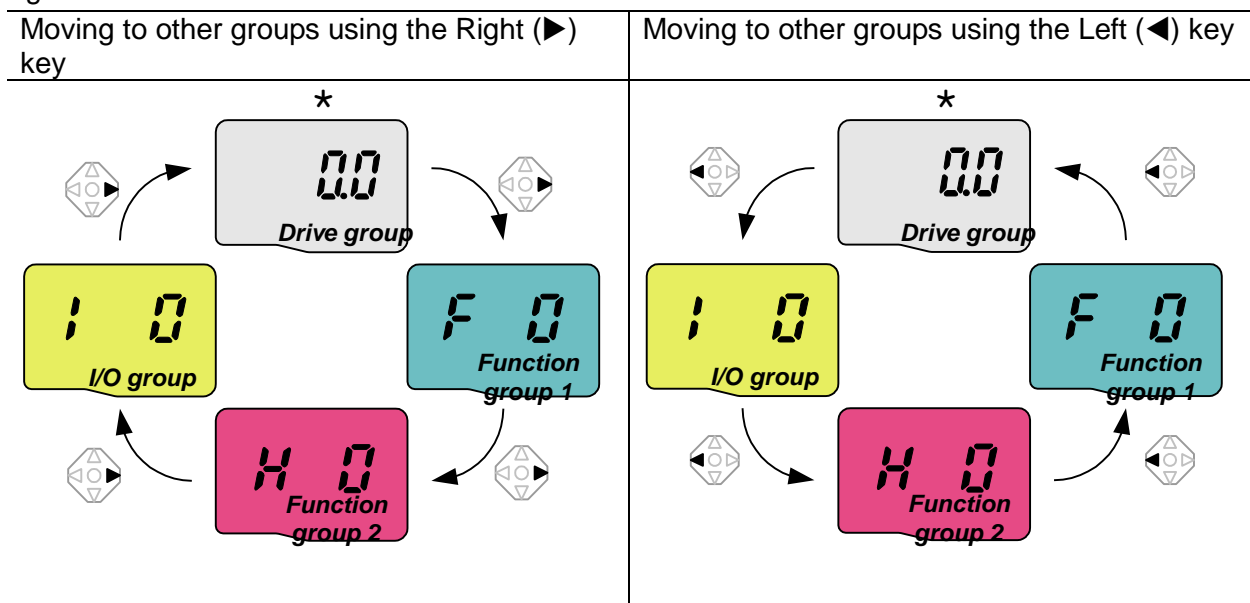 Moving to other groups using the Right (▶)
key
Moving to other groups using the Left (◀) key
*
0.0
Drive group
I 0
I/O group
F 0
Function
group 1
H 0
Function
group 2
*
0.0
Drive group
I 0
I/O group
F 0
Function
group 1
H 0
Function
group 2